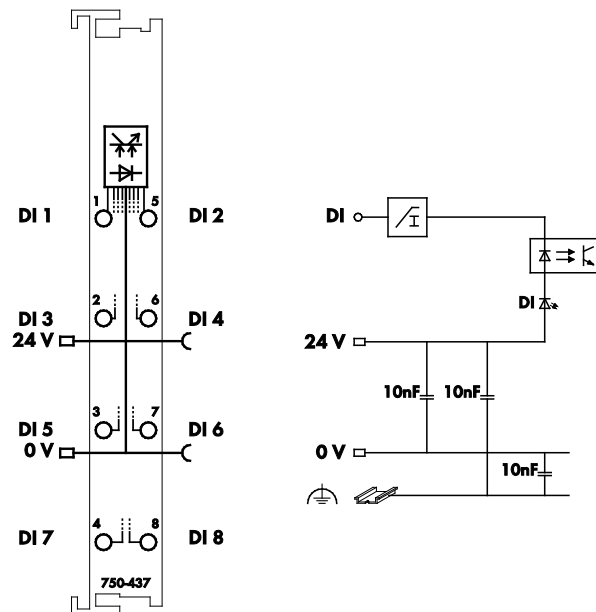 1 5
DI 1 DI 2
2 6
DI 3 DI 4
24 V
3 7
DI 5 DI 6
0 V
4 8
DI 7 DI 8
750-437
DI
DI
24 V
10nF 10nF
0 V
10nF